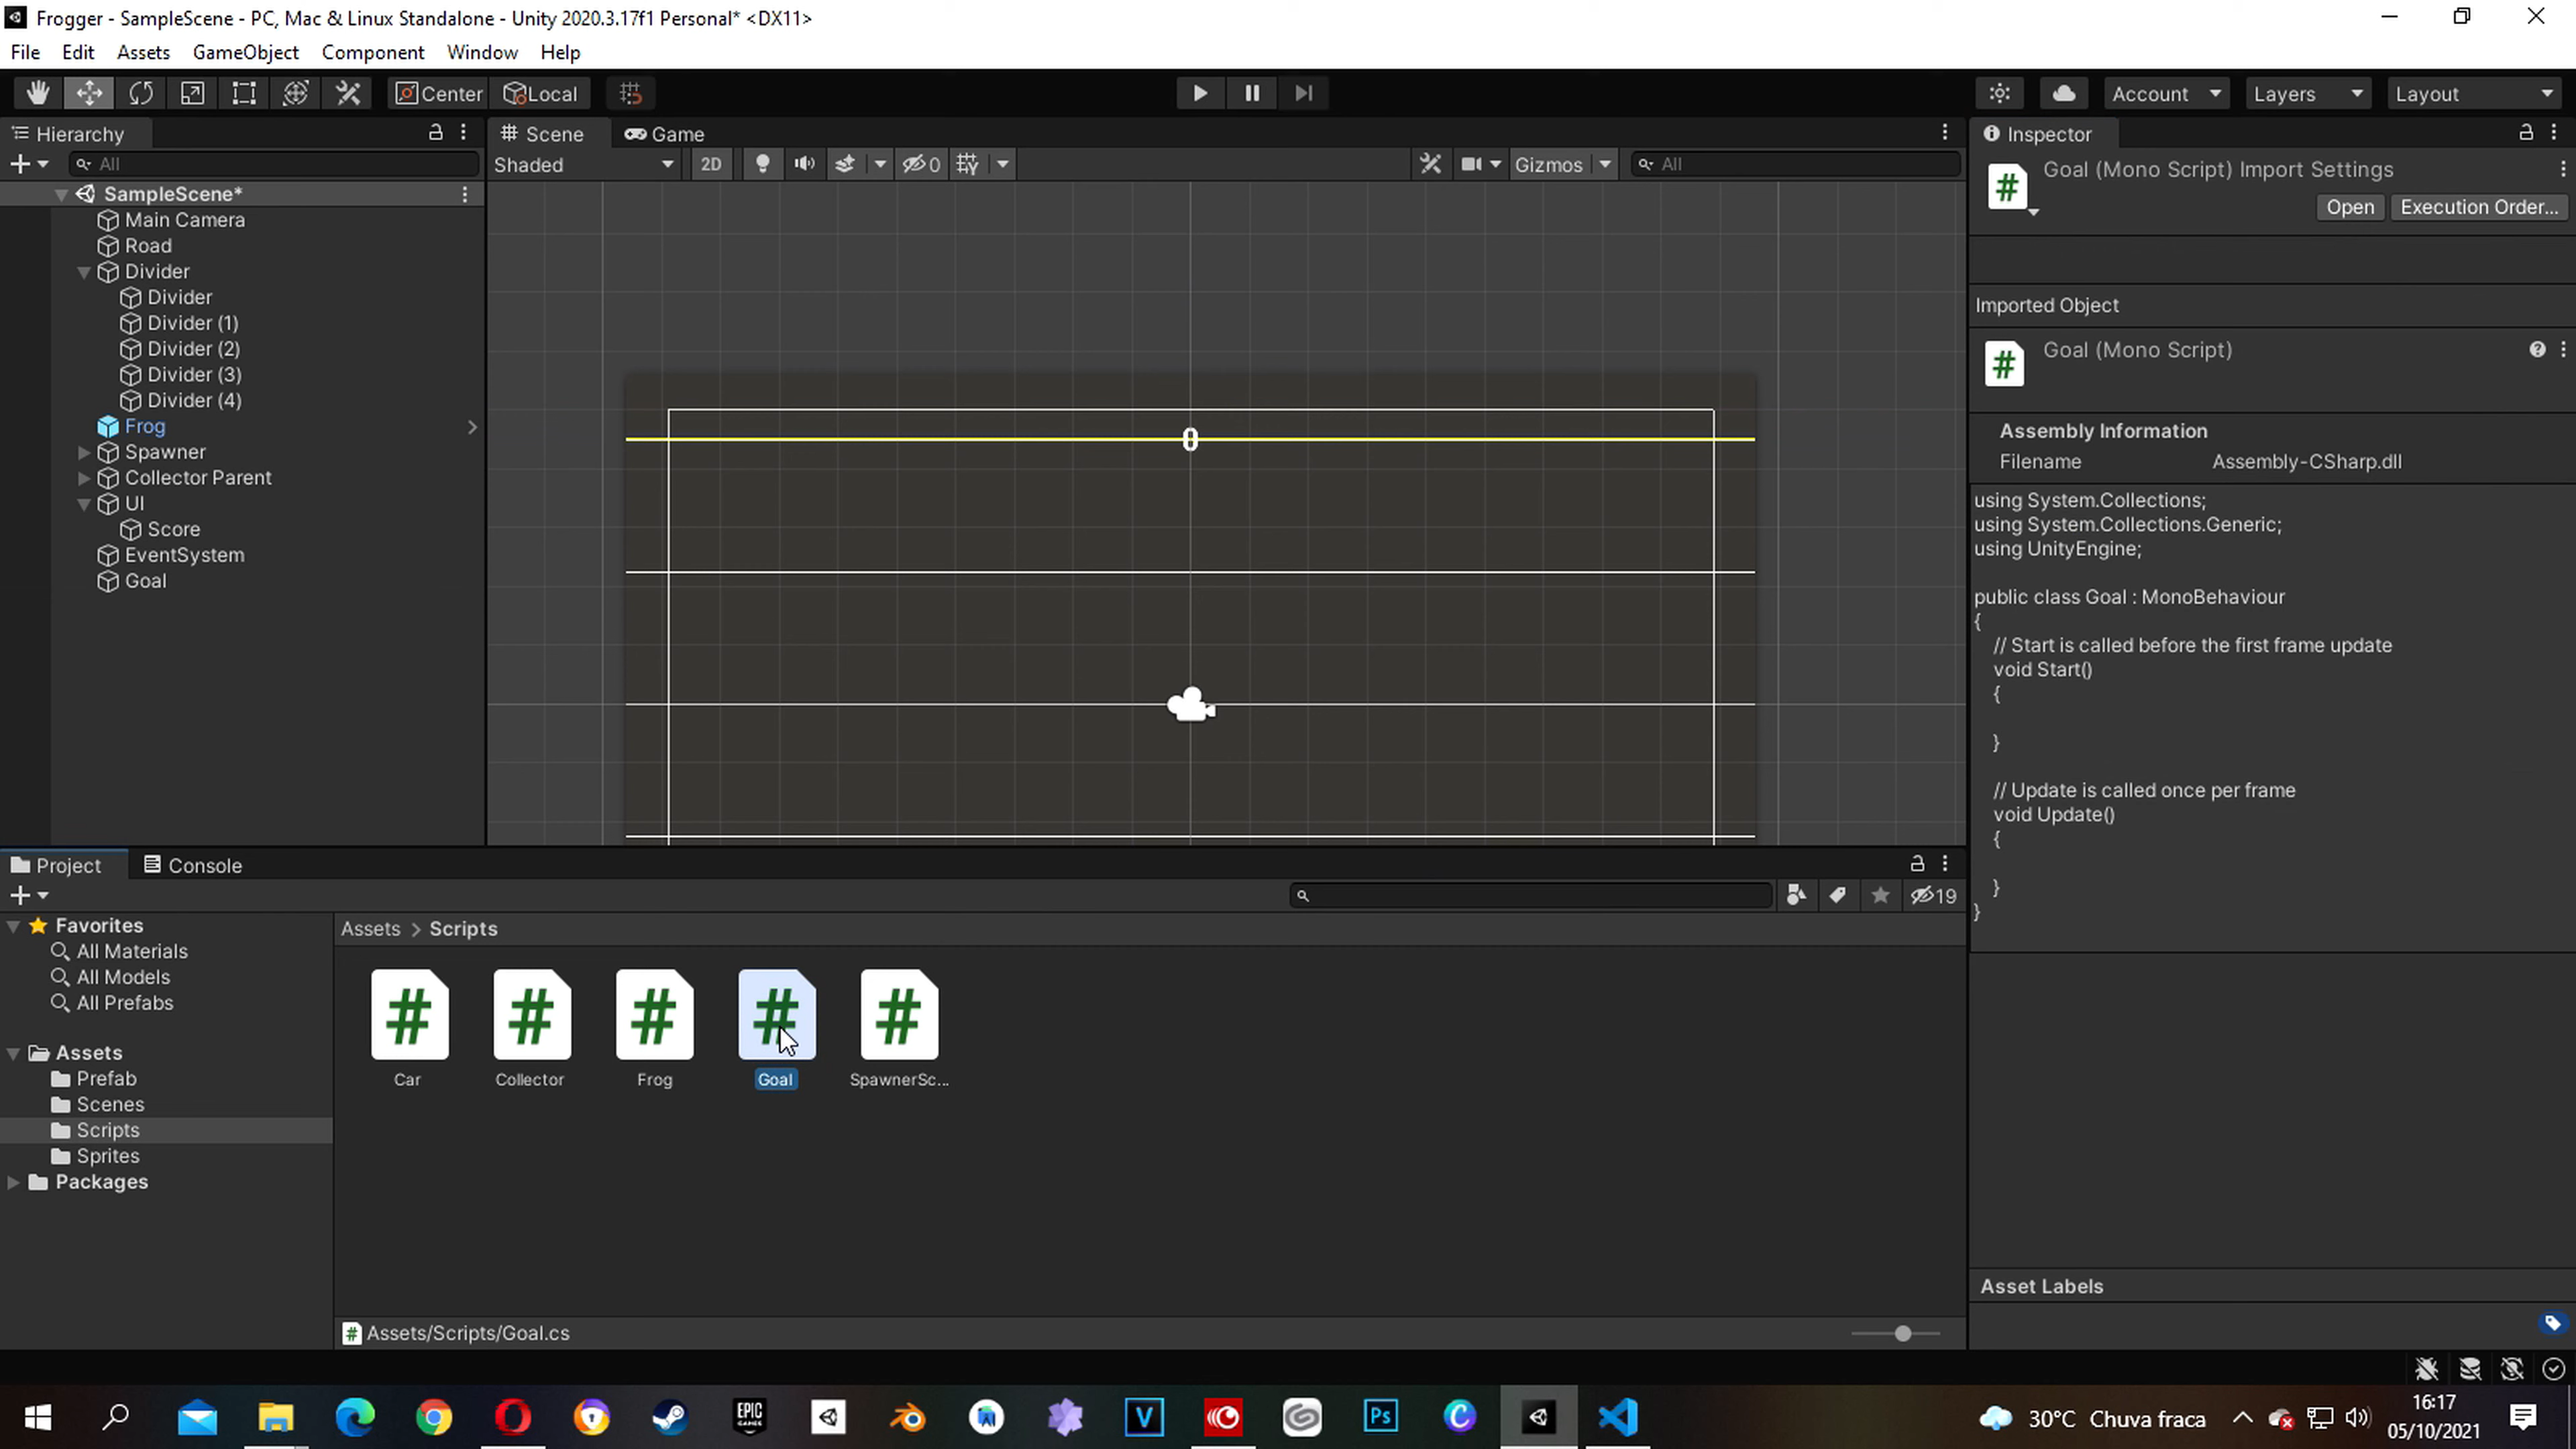 Frogger - SampleScene - PC, Mac & Linux Standalone - Unity 2020.3.17f1 Personal* <DX11>
File Edit Assets GameObject Component Window Help
Center Local Account Layers Layout
Hierarchy
All
SampleScene*
Main Camera
Road
Divider
Divider
Divider (1)
Divider (2)
Divider (3)
Divider (4)
Frog
Spawner
Collector Parent
UI
Score
EventSystem
Goal
Scene Game
Shaded 2D 0 Gizmos All
0
Inspector
Goal (Mono Script) Import Settings
Open Execution Order...
Imported Object
Goal (Mono Script)
Assembly Information
Filename Assembly-CSharp.dll
using System.Collections;
using System.Collections.Generic;
using UnityEngine;
public class Goal : MonoBehaviour
{
// Start is called before the first frame update
void Start()
{
}
// Update is called once per frame
void Update()
{
}
}
Asset Labels
Project Console
19
Favorites
All Materials
All Models
All Prefabs
Assets
Prefab
Scenes
Scripts
Sprites
Packages
Assets > Scripts
# # # # #
Car Collector Frog Goal SpawnerSc...
Assets/Scripts/Goal.cs
EPIC GAMES
V
Ps
C
30°C Chuva fraca
16:17
05/10/2021